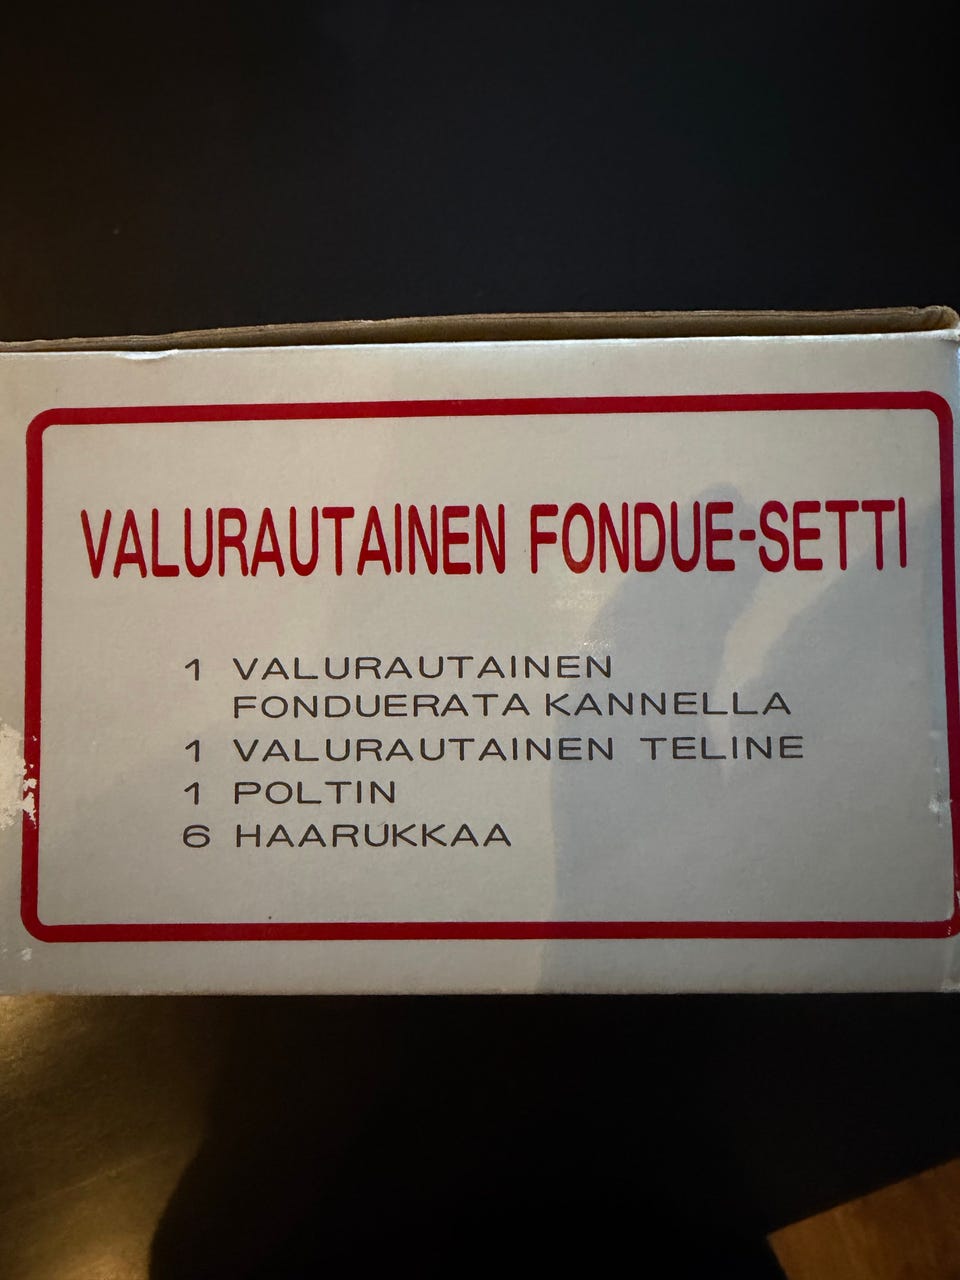 VALURAUTAINEN FONDUE-SETTI
1 VALURAUTAINEN
FONDUERATA KANNELLA
1 VALURAUTAINEN TELINE
1 POLTIN
6 HAARUKKAA